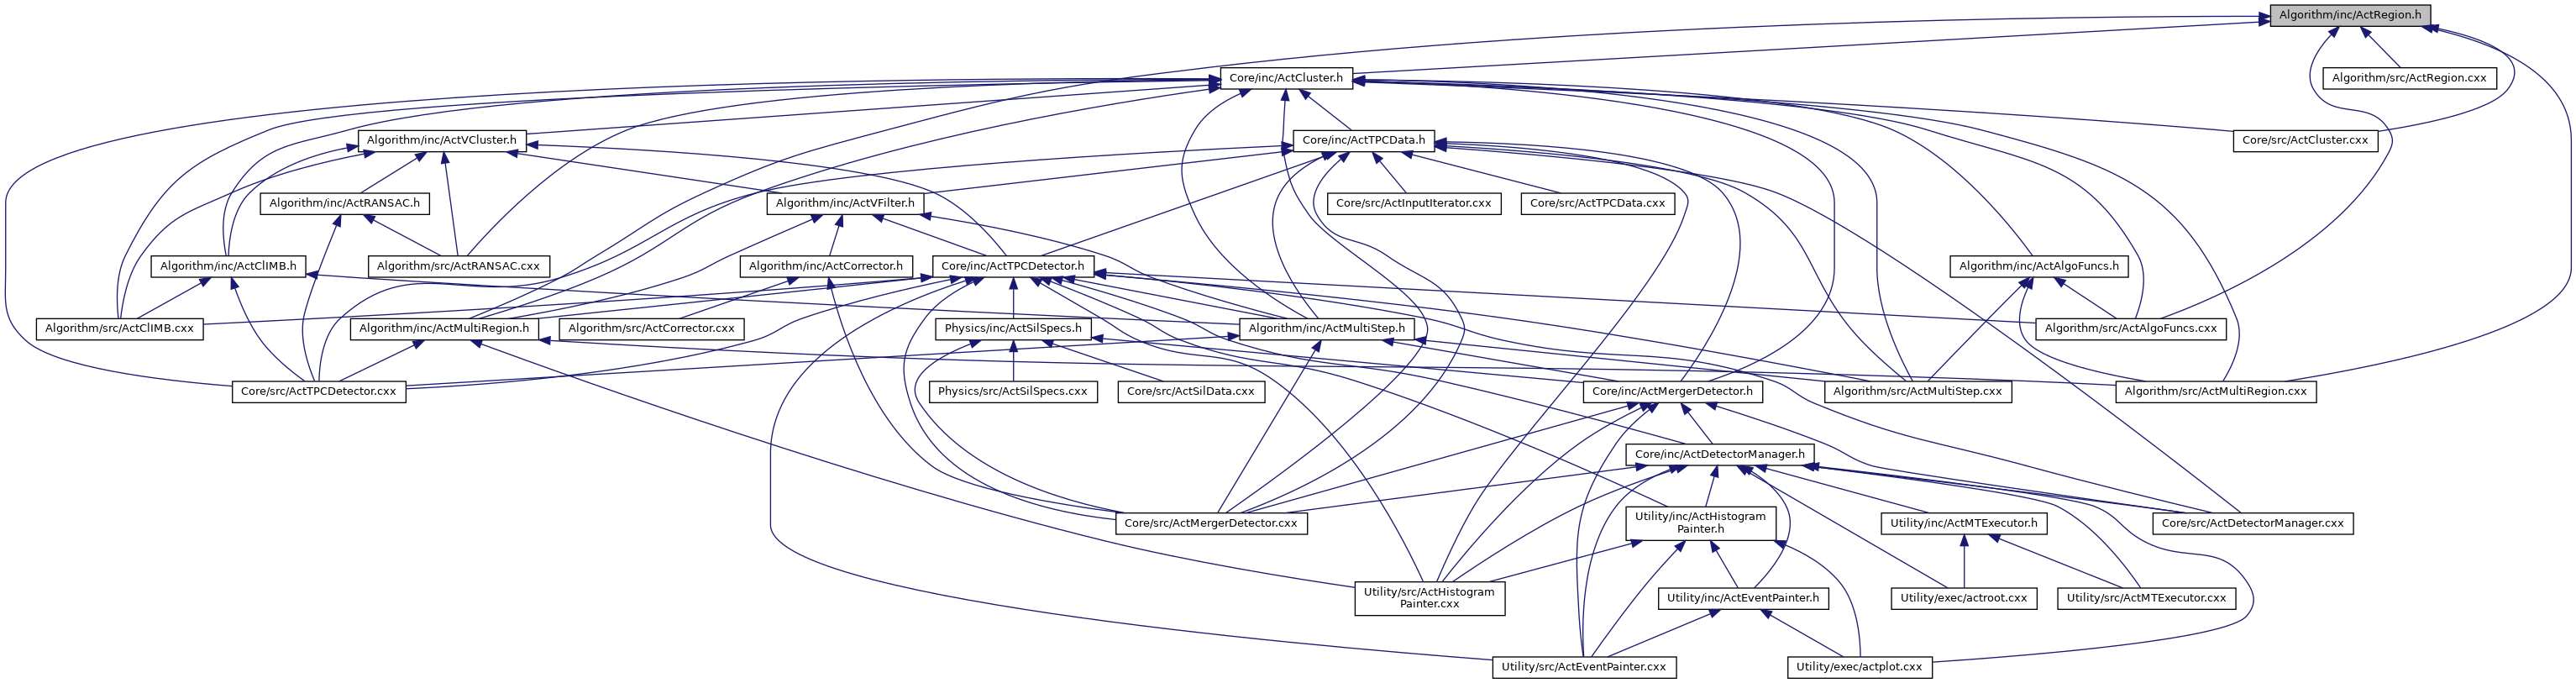 Algorithm/inc/ActRegion.h
Core/inc/ActCluster.h
Algorithm/src/ActRegion.cxx
Algorithm/inc/ActVCluster.h
Core/inc/ActTPCData.h
Core/src/ActCluster.cxx
Algorithm/inc/ActRANSAC.h
Algorithm/inc/ActVFilter.h
Core/src/ActInputIterator.cxx
Core/src/ActTPCData.cxx
Algorithm/inc/ActClIMB.h
Algorithm/src/ActRANSAC.cxx
Algorithm/inc/ActCorrector.h
Core/inc/ActTPCDetector.h
Algorithm/inc/ActAlgoFuncs.h
Algorithm/src/ActClIMB.cxx
Algorithm/inc/ActMultiRegion.h
Algorithm/src/ActCorrector.cxx
Physics/inc/ActSilSpecs.h
Algorithm/inc/ActMultiStep.h
Algorithm/src/ActAlgoFuncs.cxx
Core/src/ActTPCDetector.cxx
Physics/src/ActSilSpecs.cxx
Core/src/ActSilData.cxx
Core/inc/ActMergerDetector.h
Algorithm/src/ActMultiStep.cxx
Algorithm/src/ActMultiRegion.cxx
Core/inc/ActDetectorManager.h
Core/src/ActMergerDetector.cxx
Utility/inc/ActHistogram
Painter.h
Utility/inc/ActMTExecutor.h
Core/src/ActDetectorManager.cxx
Utility/src/ActHistogram
Painter.cxx
Utility/inc/ActEventPainter.h
Utility/exec/actroot.cxx
Utility/src/ActMTExecutor.cxx
Utility/src/ActEventPainter.cxx
Utility/exec/actplot.cxx